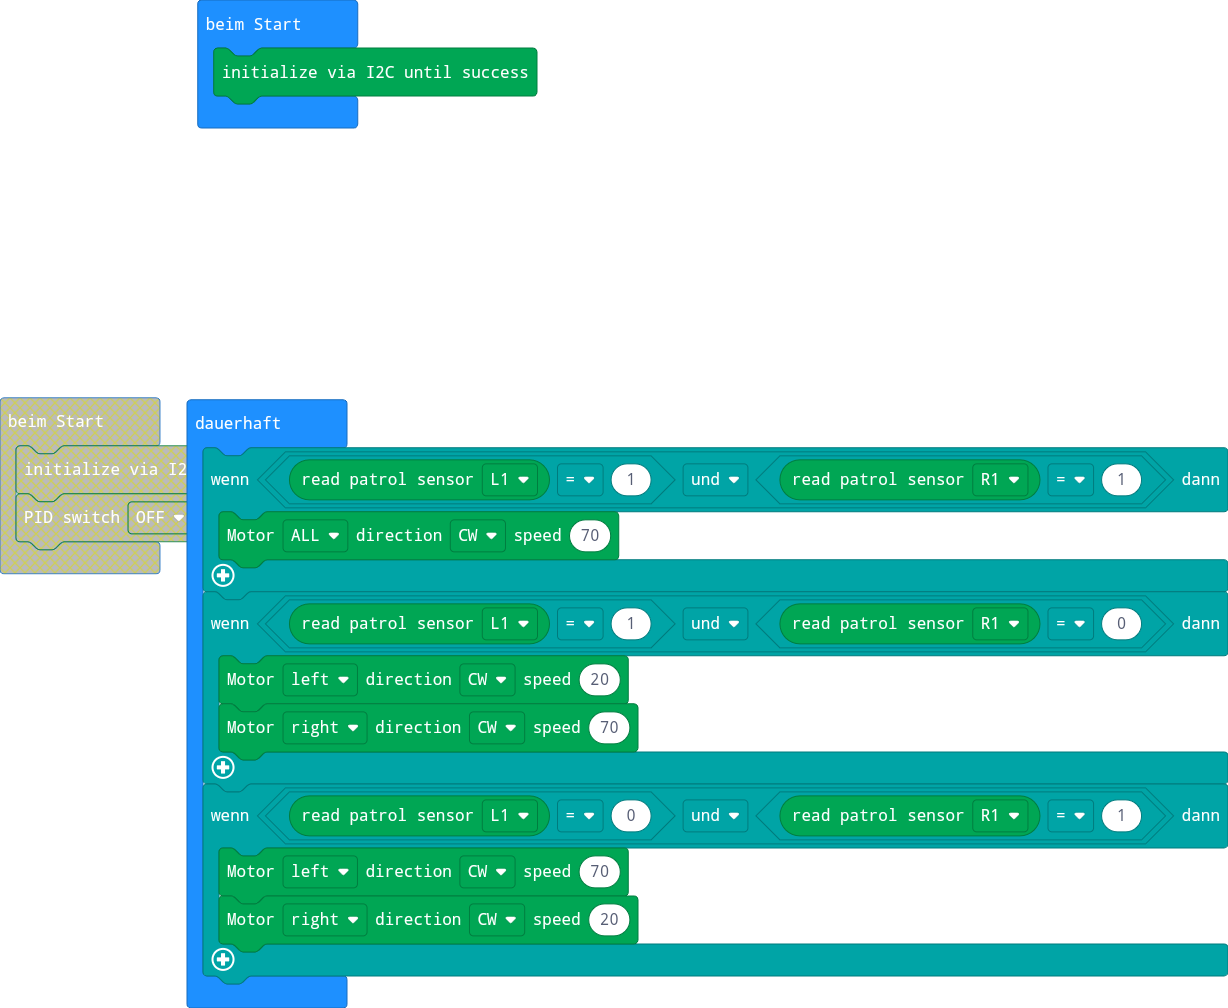 beim Start
initialize via I2C until success
beim Start
initialize via I2
PID switch OFF
dauerhaft
wenn read patrol sensor L1 = 1 und read patrol sensor R1 = 1 dann
Motor ALL direction CW speed 70
wenn read patrol sensor L1 = 1 und read patrol sensor R1 = 0 dann
Motor left direction CW speed 20
Motor right direction CW speed 70
wenn read patrol sensor L1 = 0 und read patrol sensor R1 = 1 dann
Motor left direction CW speed 70
Motor right direction CW speed 20